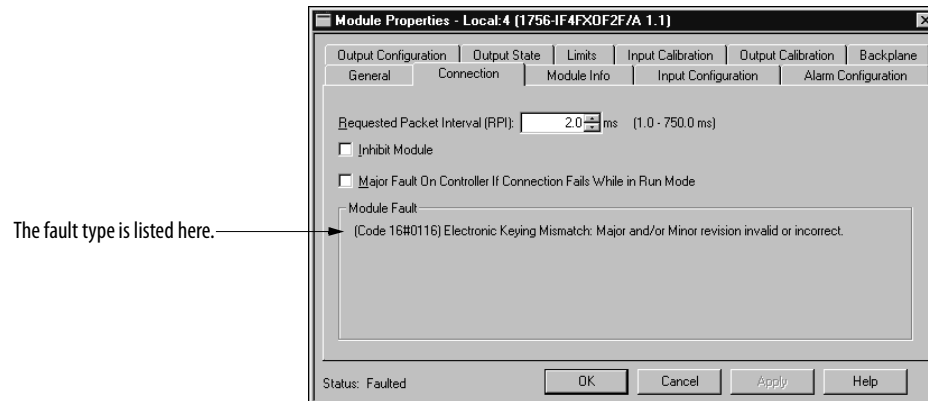 Module Properties - Local:4 (1756-IF4FXOF2F/A 1.1)
Output Configuration Output State Limits Input Calibration Output Calibration Backplane
General Connection Module Info Input Configuration Alarm Configuration
Requested Packet Interval (RPI): 2.0 ms (1.0 - 750.0 ms)
Inhibit Module
Major Fault On Controller If Connection Fails While in Run Mode
Module Fault
The fault type is listed here.
(Code 16#0116) Electronic Keying Mismatch: Major and/or Minor revision invalid or incorrect.
Status: Faulted OK Cancel Apply Help